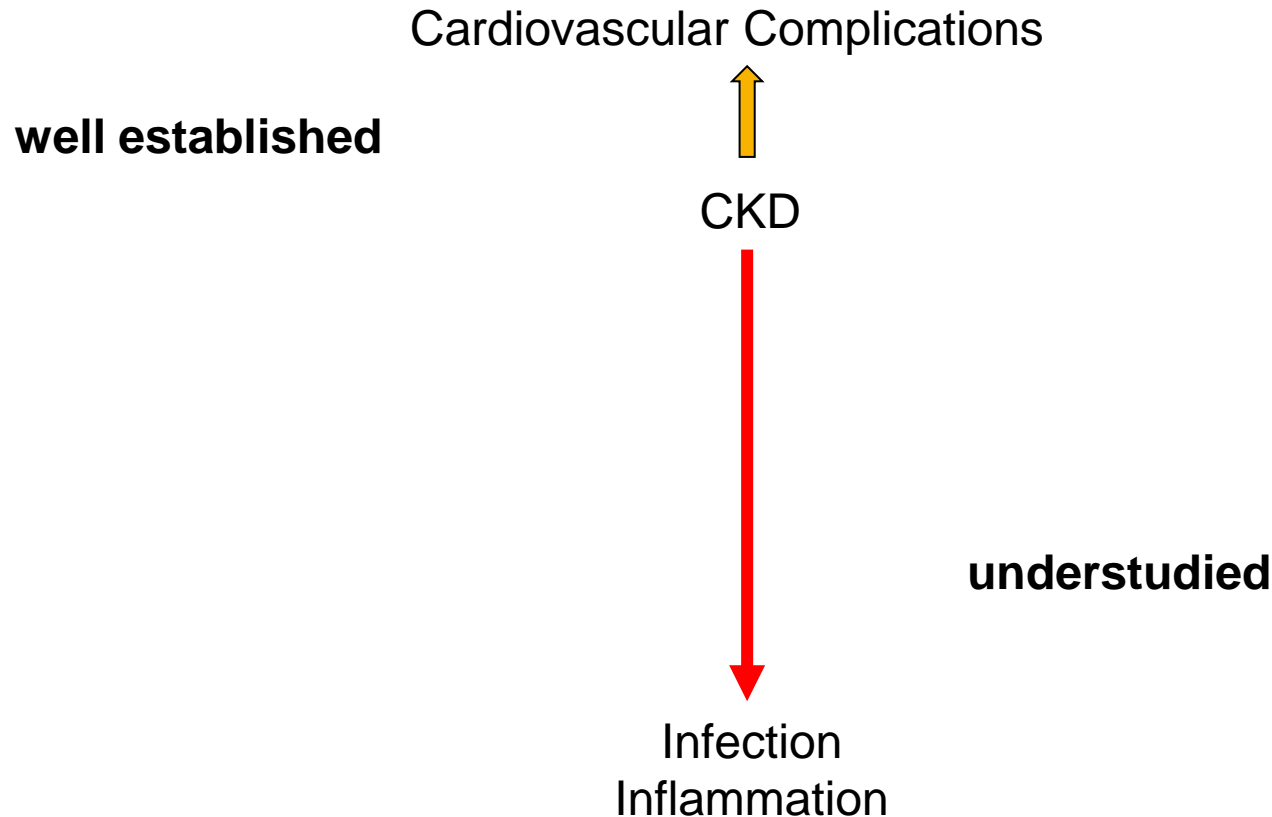 Cardiovascular Complications
well established
CKD
understudied
Infection
Inflammation